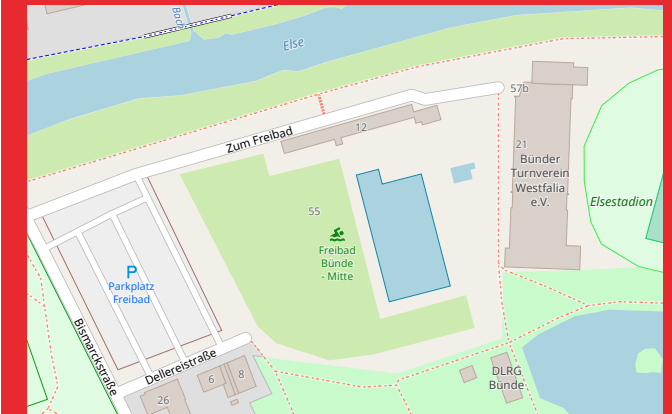 Bach
Else
57b
12
Zum Freibad
21
Bünder
Turnverein
Westfalia
e.V.
Elsestadion
55
Freibad
Bünde
- Mitte
P
Parkplatz
Freibad
Bismarckstraße
Dellereistraße
6
8
26
DLRG
Bünde